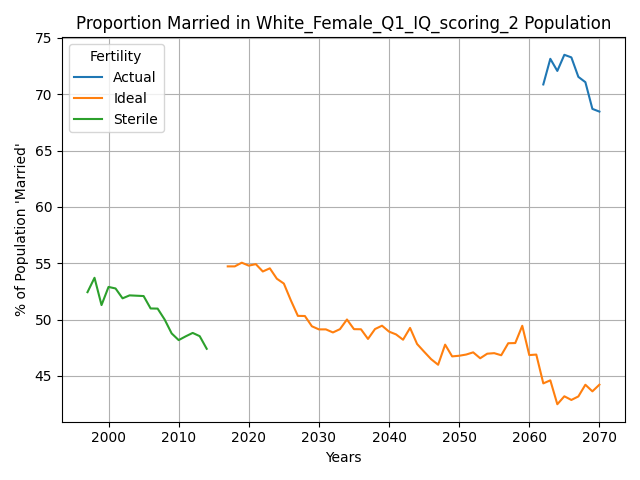 Proportion Married in White_Female_Q1_IQ_scoring_2 Population
Fertility
Actual
Ideal
Sterile
% of Population 'Married'
75
70
65
60
55
50
45
2000
2010
2020
2030
2040
2050
2060
2070
Years